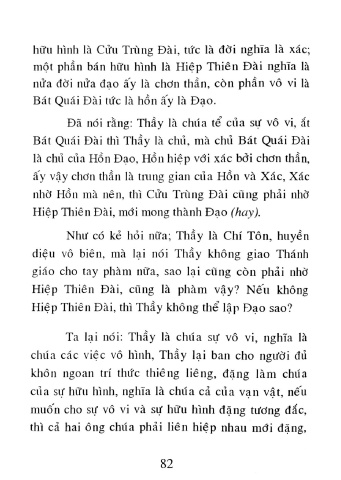 hữu hình là Cửu Trùng Đài, tức là đời nghĩa là xác;
một phần bán hữu hình là Hiệp Thiên Đài nghĩa là
nửa đời nửa đạo ấy là chơn thần, còn phần vô vi là
Bát Quái Đài tức là hồn ấy là Đạo.
Đã nói rằng: Thầy là chúa tể của sự vô vi, ắt
Bát Quái Đài thì Thầy là chủ, mà chủ Bát Quái Đài
là chủ của Hồn Đạo, Hồn hiệp với xác bởi chơn thần,
ấy vậy chơn thần là trung gian của Hồn và Xác, Xác
nhờ Hồn mà nên, thì Cửu Trùng Đài cũng phải nhờ
Hiệp Thiên Đài, mới mong thành Đạo (hay).
Như có kẻ hỏi nữa; Thầy là Chí Tôn, huyền
diệu vô biên, mà lại nói Thầy không giao Thánh
giáo cho tay phàm nữa, sao lại cũng còn phải nhờ
Hiệp Thiên Đài, cũng là phàm vậy? Nếu không
Hiệp Thiên Đài, thì Thầy không thể lập Đạo sao?
Ta lại nói: Thầy là chúa sự vô vi, nghĩa là
chúa các việc vô hình, Thầy lại ban cho người đủ
khôn ngoan trí thức thiêng liêng, đặng làm chúa
của sự hữu hình, nghĩa là chúa cả của vạn vật, nếu
muốn cho sự vô vi và sự hữu hình đặng tương đắc,
thì cả hai ông chúa phải liên hiệp nhau mới đặng,
82